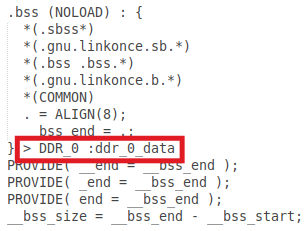 .bss (NOLOAD) : {
*(.sbss*)
*(.gnu.linkonce.sb.*)
*(.bss .bss.*)
*(.gnu.linkonce.b.*)
*(COMMON)
. = ALIGN(8);
bss_end = .;
} > DDR_0 :ddr_0_data
PROVIDE( __end = __bss_end );
PROVIDE( _end = __bss_end );
PROVIDE( end = __bss_end );
__bss_size = __bss_end - __bss_start;